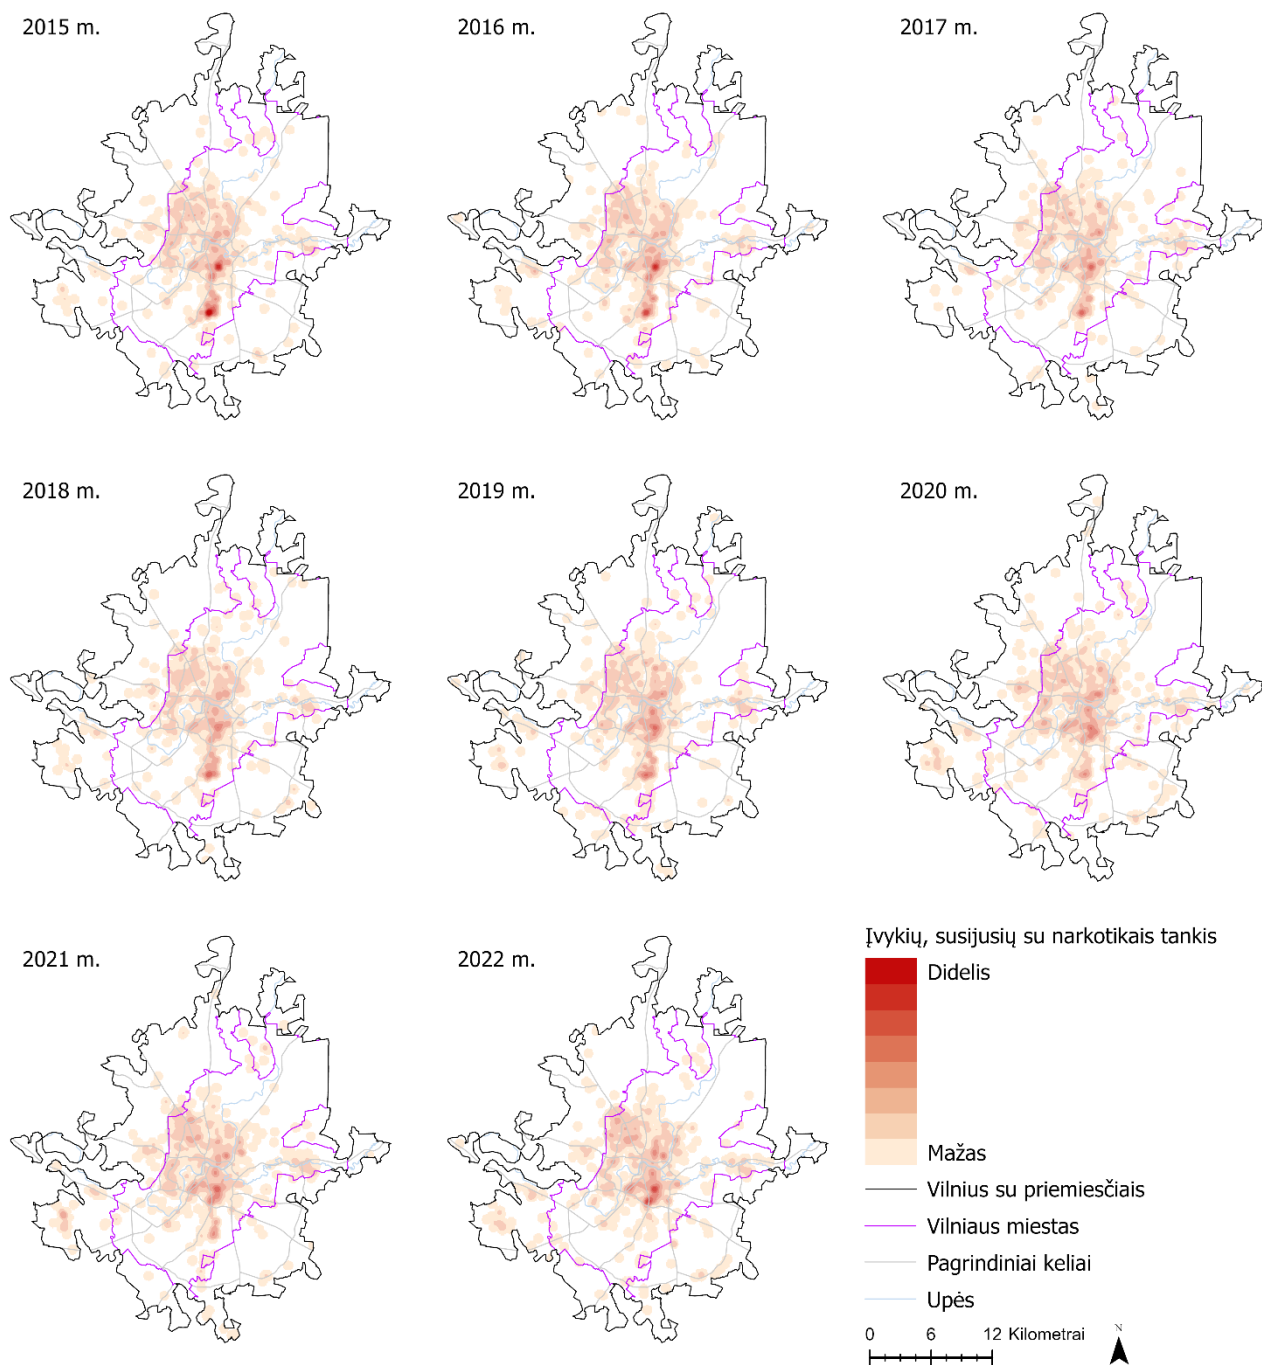 2015 m.
2016 m.
2017 m.
2018 m.
2019 m.
2020 m.
2021 m.
2022 m.
Įvykių, susijusių su narkotikais tankis
Didelis
Mažas
Vilnius su priemiesčiais
Vilniaus miestas
Pagrindiniai keliai
Upės
0 6 12 Kilometrai
N